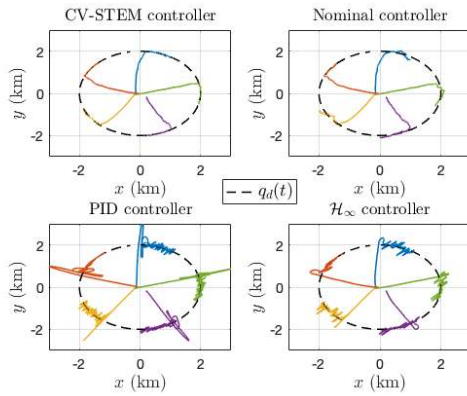 CV-STEM controller
Nominal controller
y (km)
2
0
-2
-2
0
2
x (km)
y (km)
2
0
-2
-2
0
2
x (km)
q_d(t)
PID controller
H∞ controller
y (km)
2
0
-2
-2
0
2
x (km)
y (km)
2
0
-2
-2
0
2
x (km)